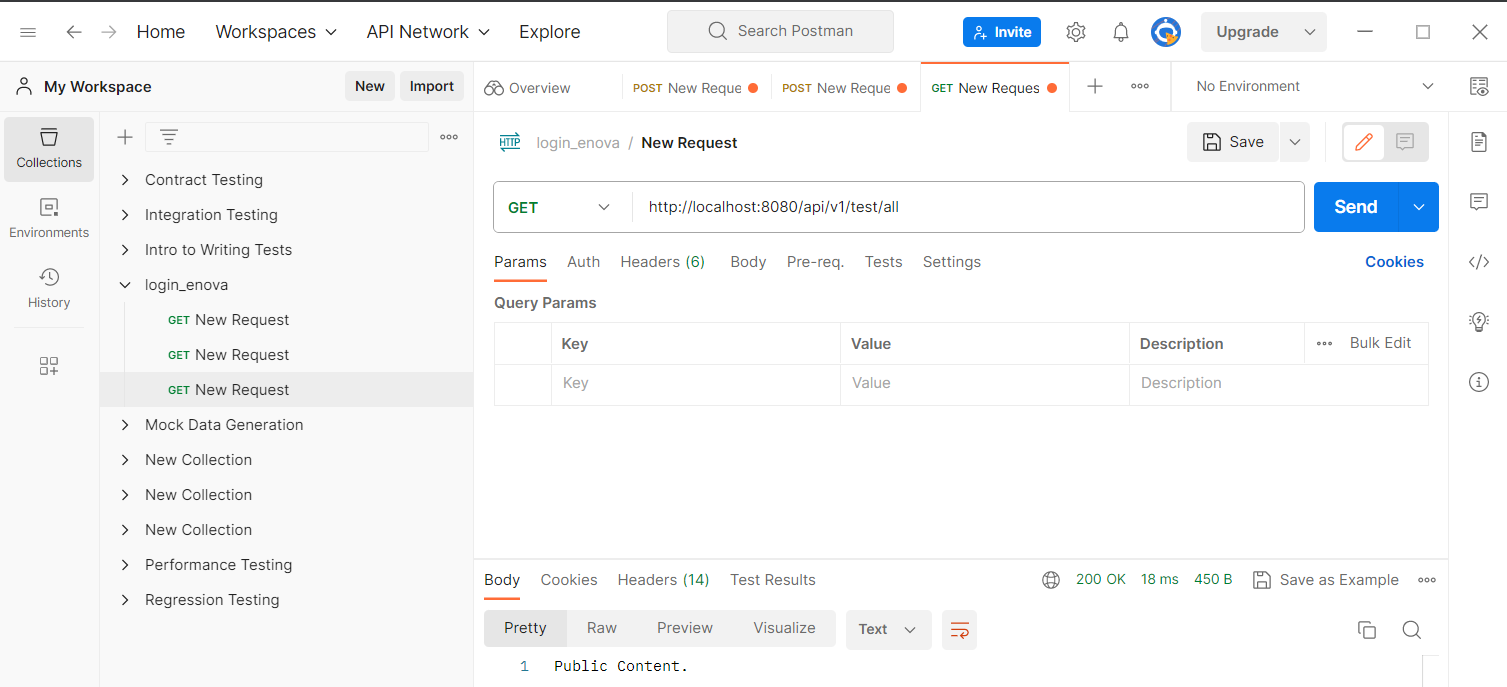 Home Workspaces API Network Explore Search Postman Invite Upgrade
My Workspace New Import
Overview POST New Reque POST New Reque GET New Reques No Environment
Collections
Environments
History
Contract Testing
Integration Testing
Intro to Writing Tests
login_enova
GET New Request
GET New Request
GET New Request
Mock Data Generation
New Collection
New Collection
New Collection
Performance Testing
Regression Testing
HTTP login_enova / New Request Save
GET http://localhost:8080/api/v1/test/all Send
Params Auth Headers (6) Body Pre-req. Tests Settings Cookies
Query Params
Key Value Description Bulk Edit
Key Value Description
Body Cookies Headers (14) Test Results 200 OK 18 ms 450 B Save as Example
Pretty Raw Preview Visualize Text
1 Public Content.